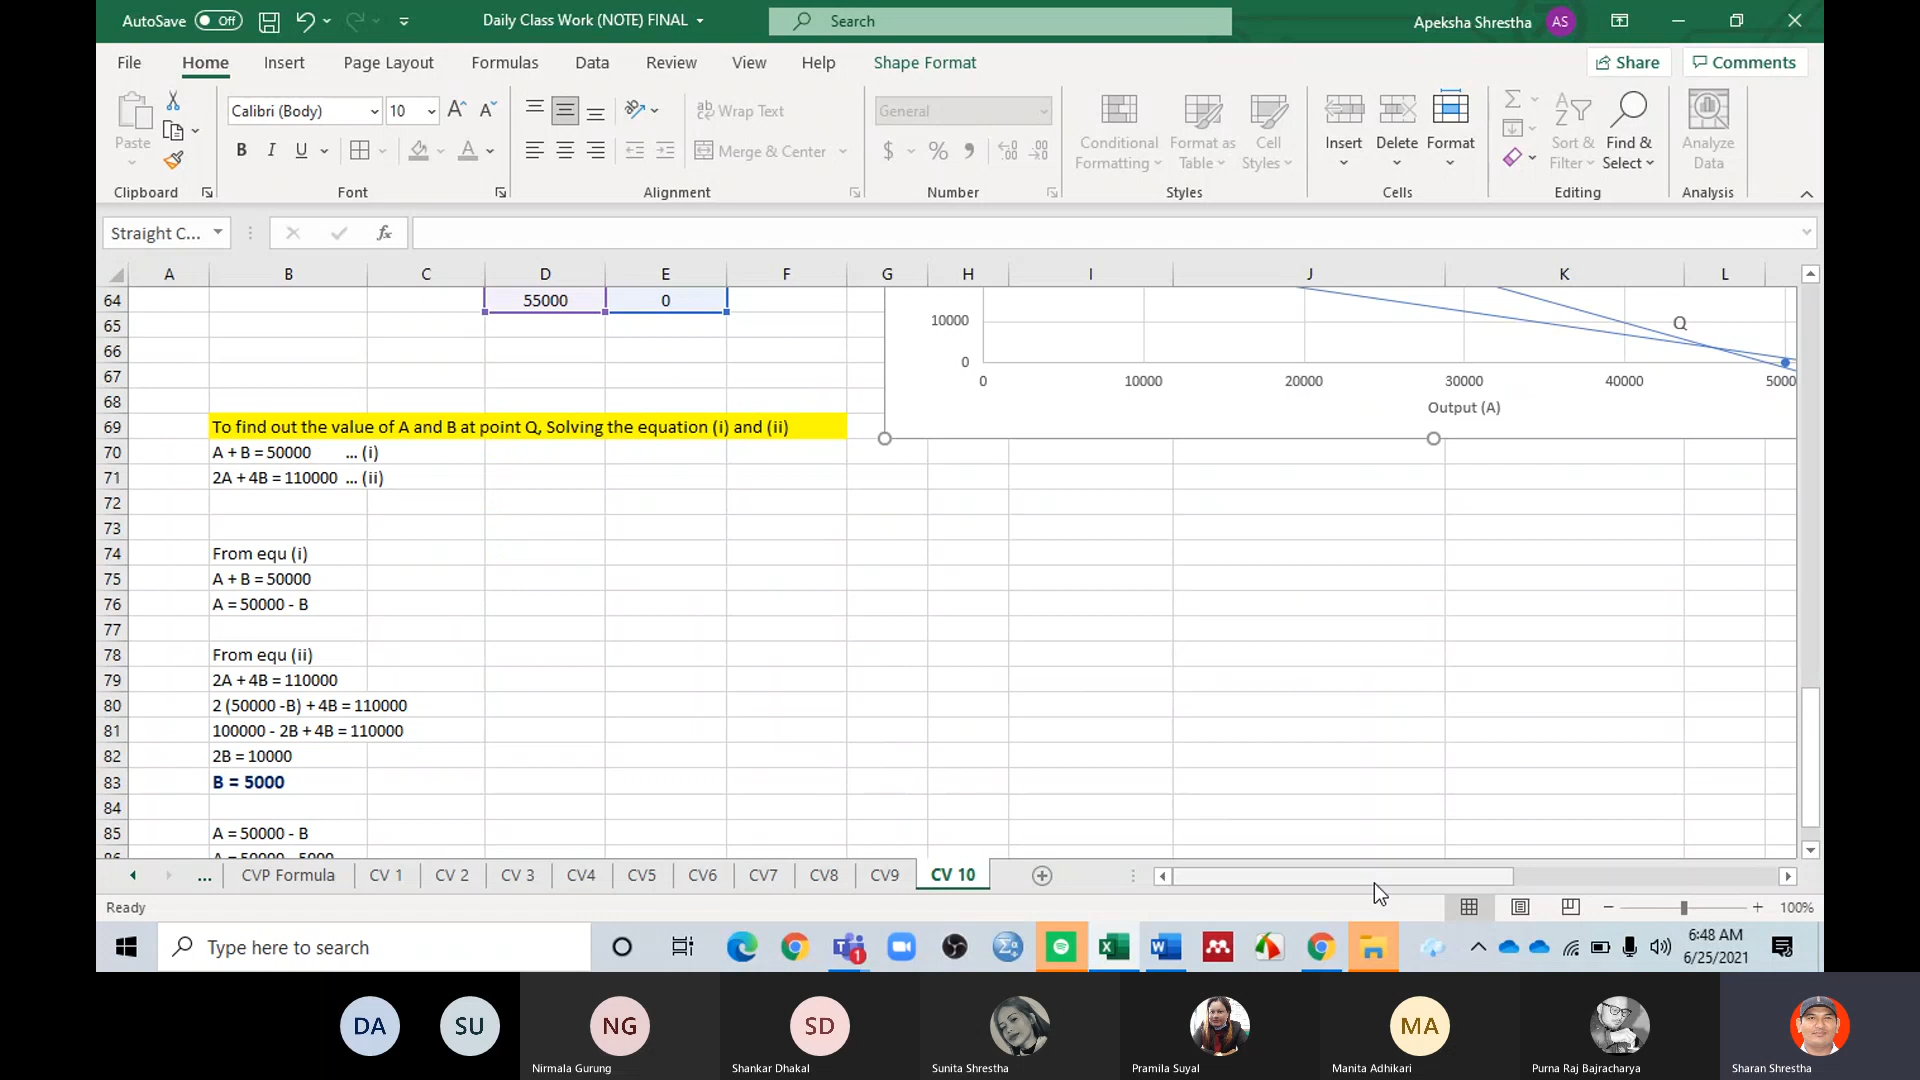 AutoSave Off
Daily Class Work (NOTE) FINAL
Search
Apeksha Shrestha AS
File Home Insert Page Layout Formulas Data Review View Help Shape Format
Share Comments
Paste
Calibri (Body) 10
B I U
Wrap Text
Merge & Center
General
$ % 9
Conditional Formatting
Format as Table
Cell Styles
Insert Delete Format
Sort & Filter
Find & Select
Analyze Data
Clipboard Font Alignment Number Styles Cells Editing Analysis
Straight C... fx
A B C D E F G H I J K L
64 55000 0
65
66
67
68
69 To find out the value of A and B at point Q, Solving the equation (i) and (ii)
70 A + B = 50000 ... (i)
71 2A + 4B = 110000 ... (ii)
72
73
74 From equ (i)
75 A + B = 50000
76 A = 50000 - B
77
78 From equ (ii)
79 2A + 4B = 110000
80 2 (50000 -B) + 4B = 110000
81 100000 - 2B + 4B = 110000
82 2B = 10000
83 B = 5000
84
85 A = 50000 - B
86 A = 50000 - 5000
10000
Q
0
0 10000 20000 30000 40000 5000
Output (A)
... CVP Formula CV 1 CV 2 CV 3 CV4 CV5 CV6 CV7 CV8 CV9 CV 10
Ready
100%
Type here to search
1
6:48 AM
6/25/2021
DA SU NG SD MA
Nirmala Gurung Shankar Dhakal Sunita Shrestha Pramila Suyal Manita Adhikari Purna Raj Bajracharya Sharan Shrestha